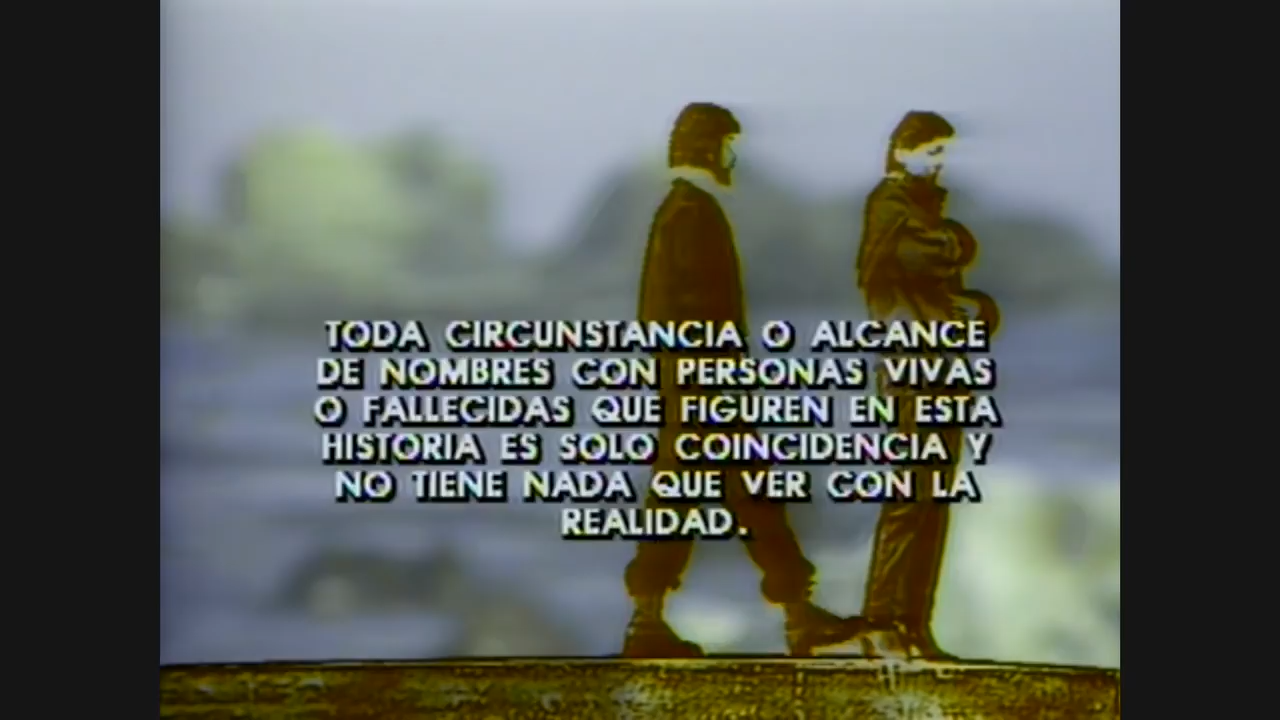 TODA CIRCUNSTANCIA O ALCANCE
DE NOMBRES CON PERSONAS VIVAS
O FALLECIDAS QUE FIGUREN EN ESTA
HISTORIA ES SOLO COINCIDENCIA Y
NO TIENE NADA QUE VER CON LA
REALIDAD.